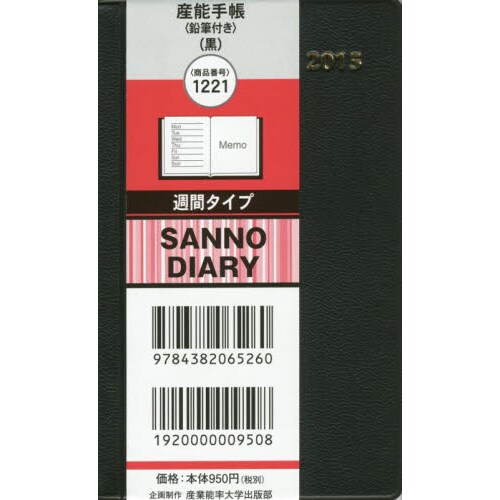 産能手帳
〈鉛筆付き〉
(黒)
2015
〈商品番号〉
1221
Mon
Tue
Wed
Thu
Fri
Sat
Sun
Memo
週間タイプ
SANNO
DIARY
9784382065260
1920000009508
価格：本体950円(税別)
企画制作 産業能率大学出版部